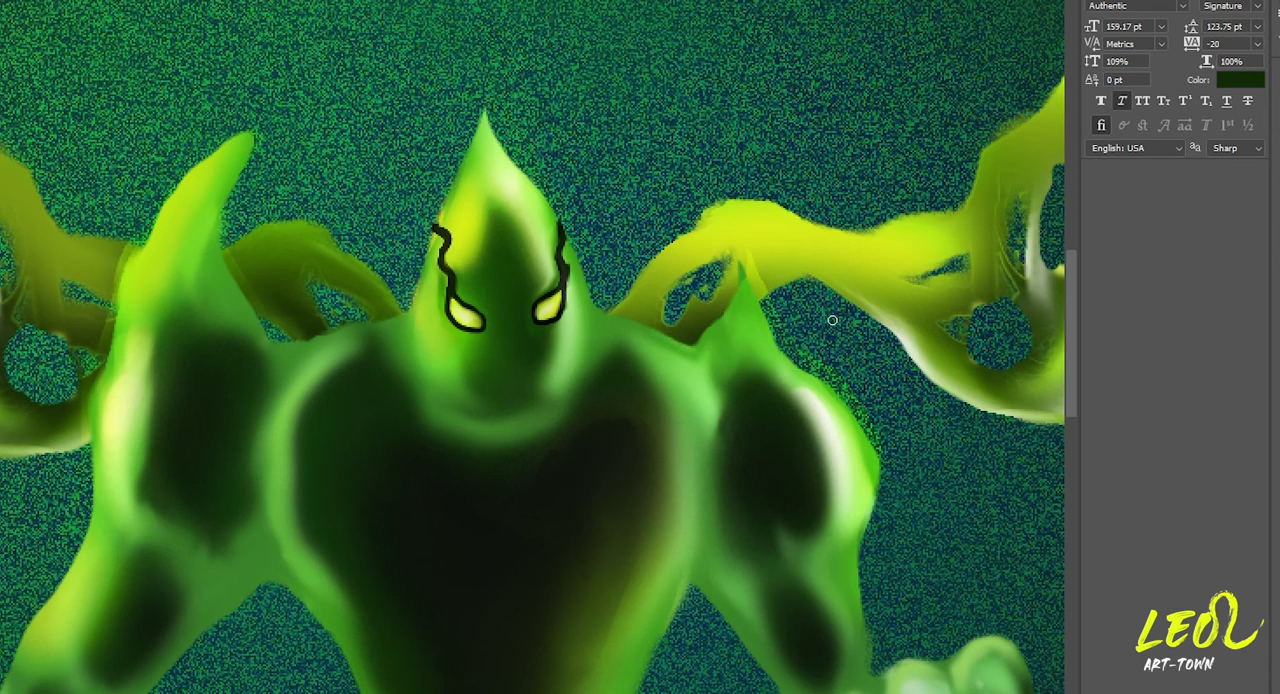 Authentic Signature
159.17 pt 123.75 pt
Metrics -20
109% 100%
0 pt Color:
English: USA Sharp
LEO
ART-TOWN